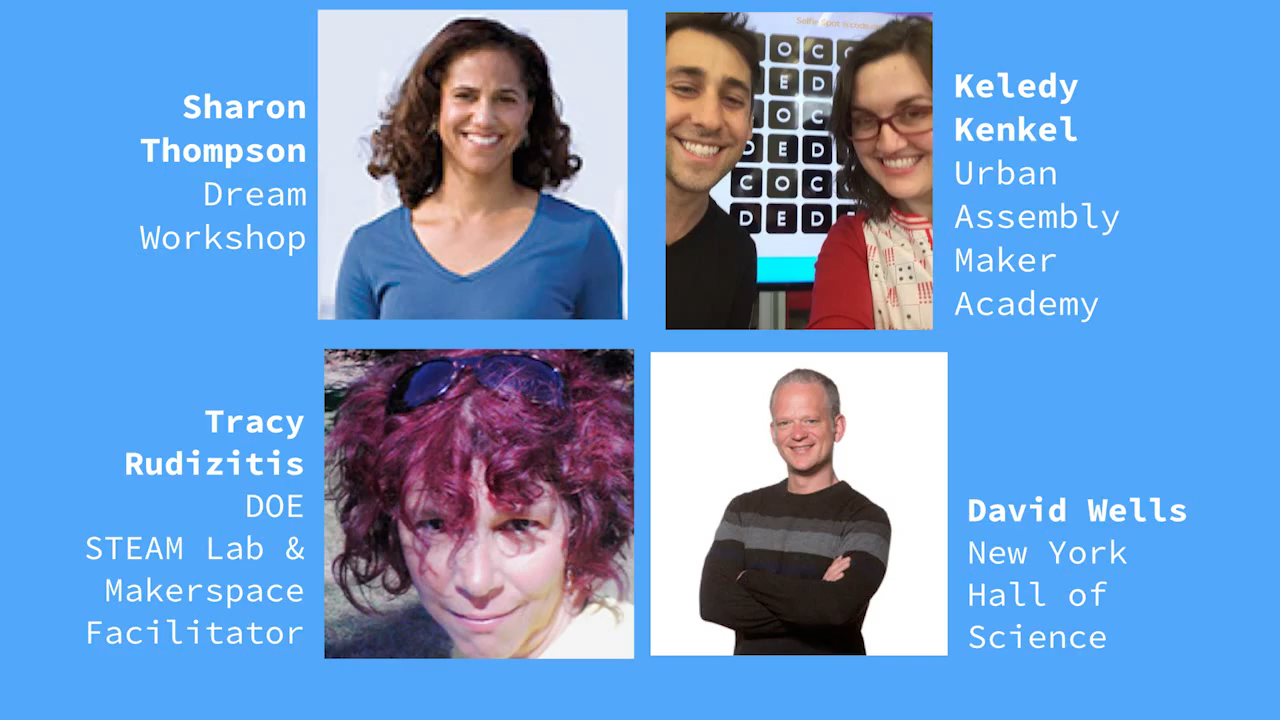 Sharon
Thompson
Dream
Workshop
Keledy
Kenkel
Urban
Assembly
Maker
Academy
O C
E D
O C
D E D
C O C
D E D
Tracy
Rudizitis
DOE
STEAM Lab &
Makerspace
Facilitator
David Wells
New York
Hall of
Science